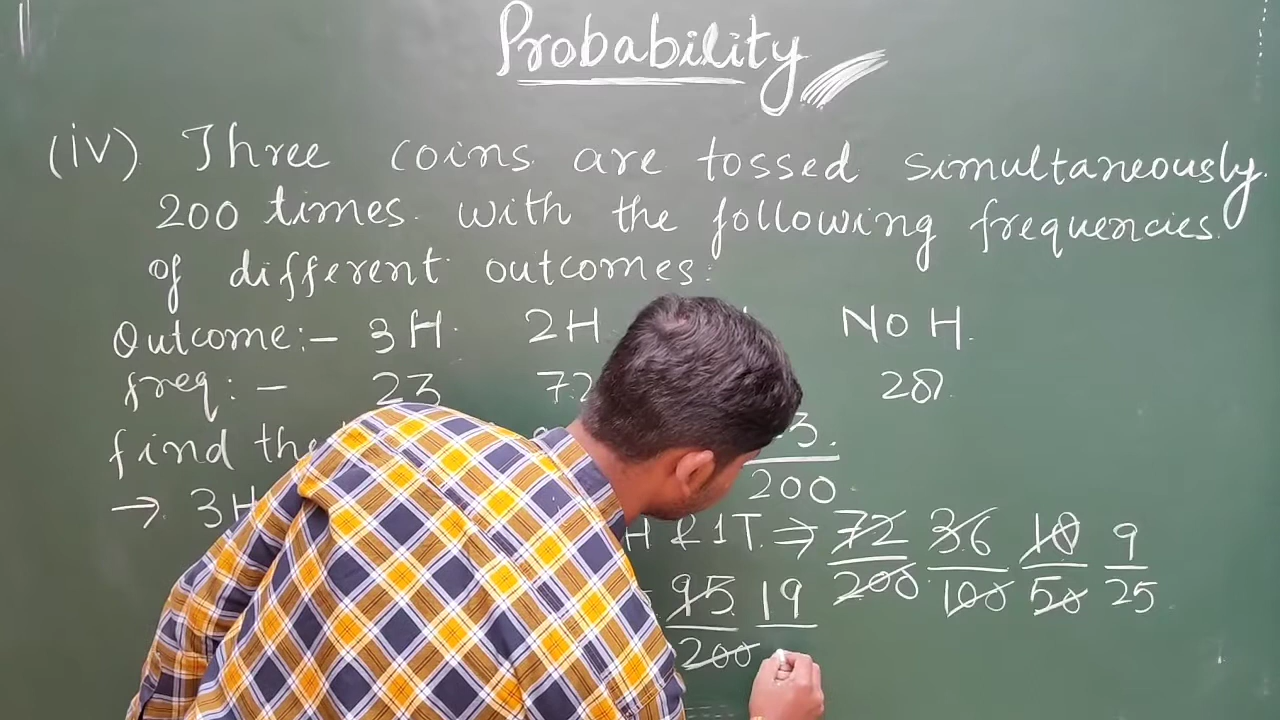 Probability
(iv) Three coins are tossed simultaneously.
200 times with the following frequencies
of different outcomes:
Outcome:- 3H 2H No H.
freq:- 23 72 28
find the 3.
→ 3H 200
H & 1T. ⇒ 72/200 36/100 18/50 9/25
95/200 19